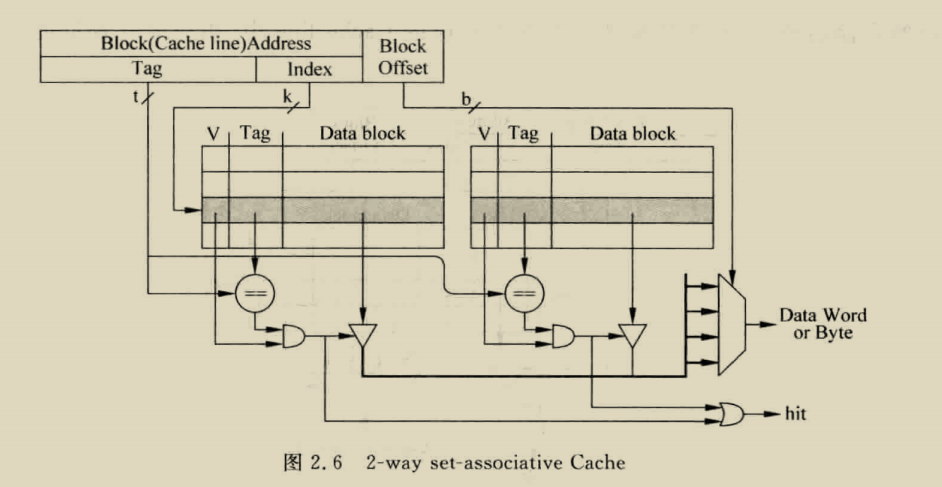 Block(Cache line)Address
Block
Offset
Tag
Index
t
k
b
V
Tag
Data block
V
Tag
Data block
==
==
Data Word
or Byte
hit
图 2.6 2-way set-associative Cache